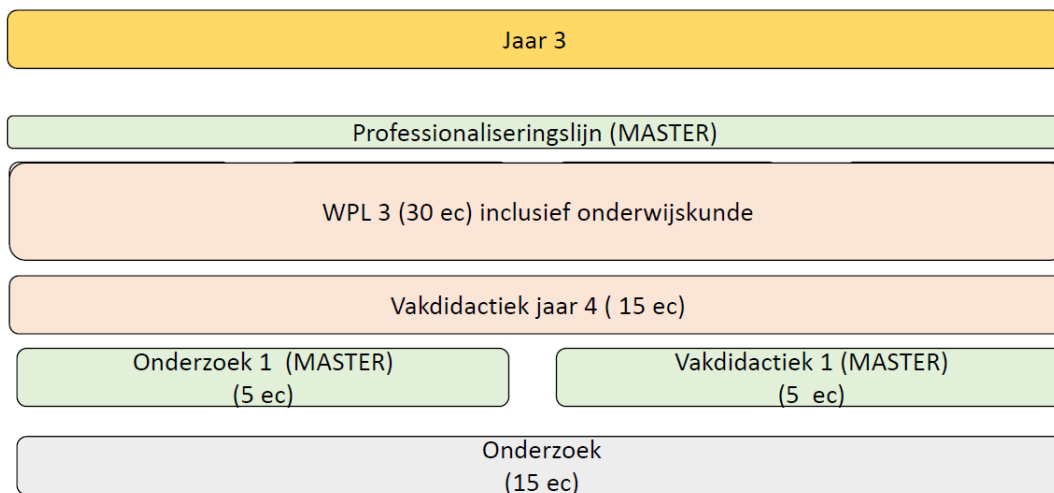 Jaar 3
Professionaliseringslijn (MASTER)
WPL 3 (30 ec) inclusief onderwijskunde
Vakdidactiek jaar 4 ( 15 ec)
Onderzoek 1  (MASTER)
(5 ec)
Vakdidactiek 1 (MASTER)
(5  ec)
Onderzoek
(15 ec)